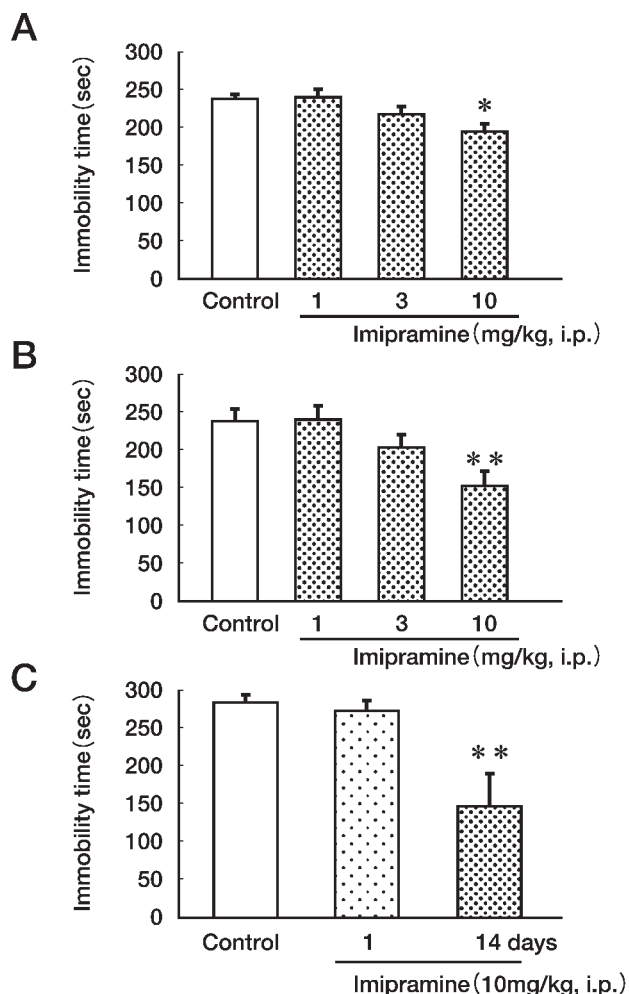 A
Immobility time(sec)
300
250
200
150
100
50
0
*
Control 1 3 10
Imipramine(mg/kg, i.p.)
B
Immobility time(sec)
300
250
200
150
100
50
0
**
Control 1 3 10
Imipramine(mg/kg, i.p.)
C
Immobility time(sec)
300
250
200
150
100
50
0
**
Control 1 14 days
Imipramine(10mg/kg, i.p.)